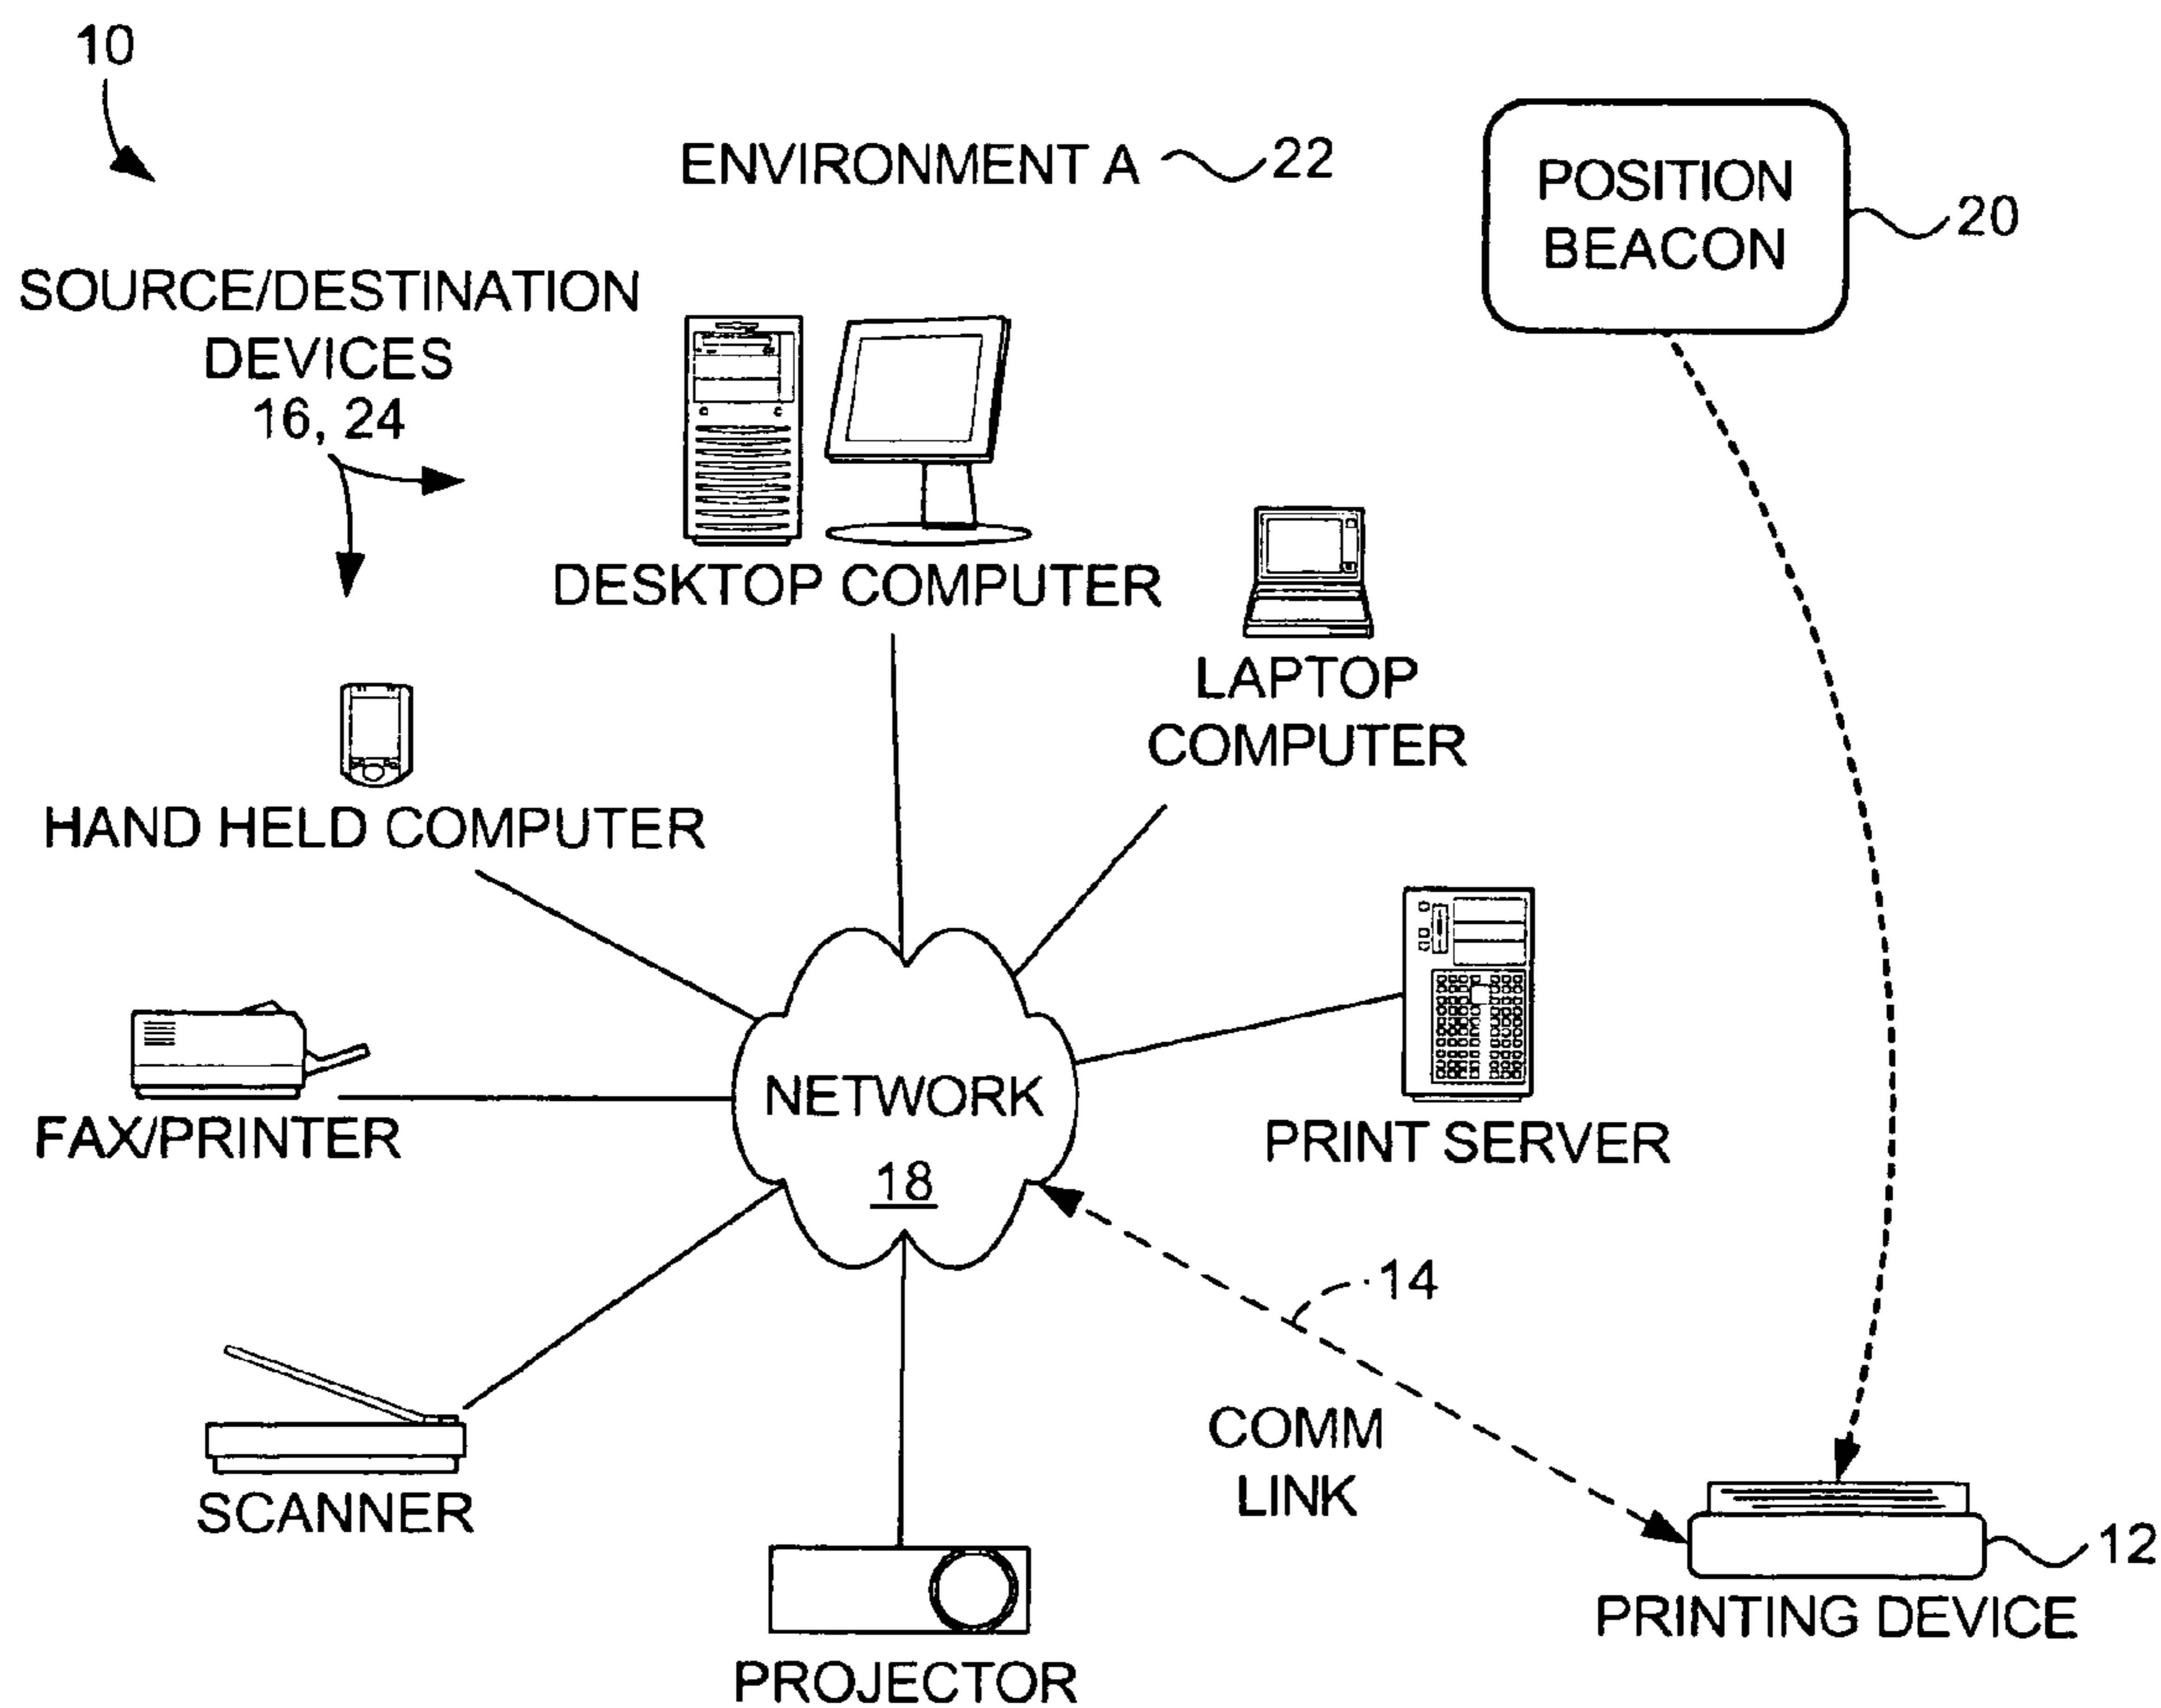 10
ENVIRONMENT A
22
POSITION
BEACON
20
SOURCE/DESTINATION
DEVICES
16, 24
DESKTOP COMPUTER
LAPTOP
COMPUTER
HAND HELD COMPUTER
NETWORK
18
FAX/PRINTER
PRINT SERVER
14
COMM
LINK
SCANNER
12
PRINTING DEVICE
PROJECTOR